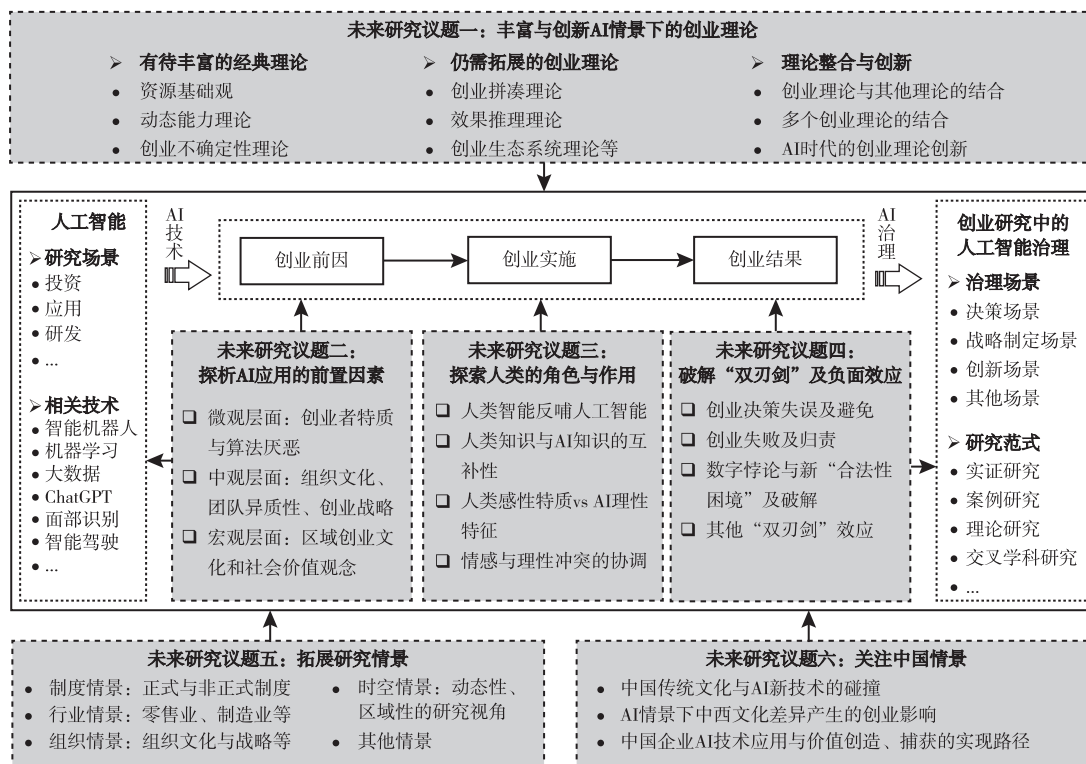 未来研究议题一：丰富与创新AI情景下的创业理论
➢ 有待丰富的经典理论
● 资源基础观
● 动态能力理论
● 创业不确定性理论
➢ 仍需拓展的创业理论
● 创业拼凑理论
● 效果推理理论
● 创业生态系统理论等
➢ 理论整合与创新
● 创业理论与其他理论的结合
● 多个创业理论的结合
● AI时代的创业理论创新
人工智能
➢研究场景
● 投资
● 应用
● 研发
● ...
➢相关技术
● 智能机器人
● 机器学习
● 大数据
● ChatGPT
● 面部识别
● 智能驾驶
● ...
AI
技
术
创业前因
创业实施
创业结果
AI
治
理
创业研究中的
人工智能治理
➢治理场景
● 决策场景
● 战略制定场景
● 创新场景
● 其他场景
➢研究范式
● 实证研究
● 案例研究
● 理论研究
● 交叉学科研究
● ...
未来研究议题二：
探析AI应用的前置因素
❑ 微观层面：创业者特质
与算法厌恶
❑ 中观层面：组织文化、
团队异质性、创业战略
❑ 宏观层面：区域创业文
化和社会价值观念
未来研究议题三：
探索人类的角色与作用
❑ 人类智能反哺人工智能
❑ 人类知识与AI知识的互
补性
❑ 人类感性特质vs AI理性
特征
❑ 情感与理性冲突的协调
未来研究议题四：
破解“双刃剑”及负面效应
❑ 创业决策失误及避免
❑ 创业失败及归责
❑ 数字悖论与新“合法性
困境”及破解
❑ 其他“双刃剑”效应
未来研究议题五：拓展研究情景
● 制度情景：正式与非正式制度
● 行业情景：零售业、制造业等
● 组织情景：组织文化与战略等
● 时空情景：动态性、
区域性的研究视角
● 其他情景
未来研究议题六：关注中国情景
● 中国传统文化与AI新技术的碰撞
● AI情景下中西文化差异产生的创业影响
● 中国企业AI技术应用与价值创造、捕获的实现路径